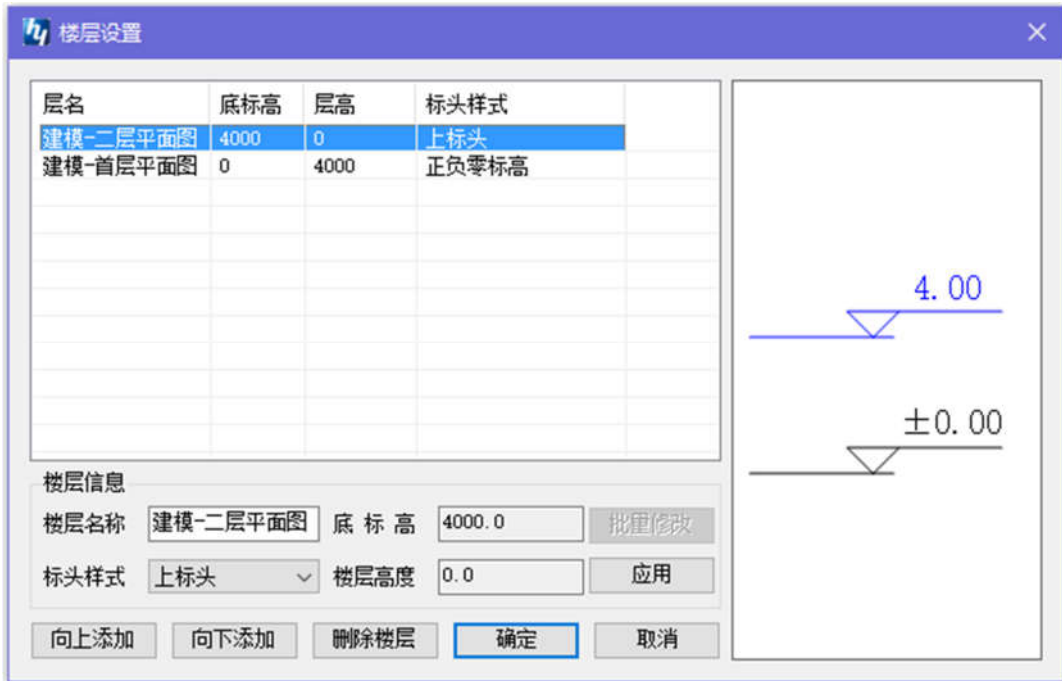 hy 楼层设置
层名 底标高 层高 标头样式
建模-二层平面图 4000 0 上标头
建模-首层平面图 0 4000 正负零标高
4.00
±0.00
楼层信息
楼层名称 建模-二层平面图 底 标 高 4000.0 批里修改
标头样式 上标头 楼层高度 0.0 应用
向上添加 向下添加 删除楼层 确定 取消